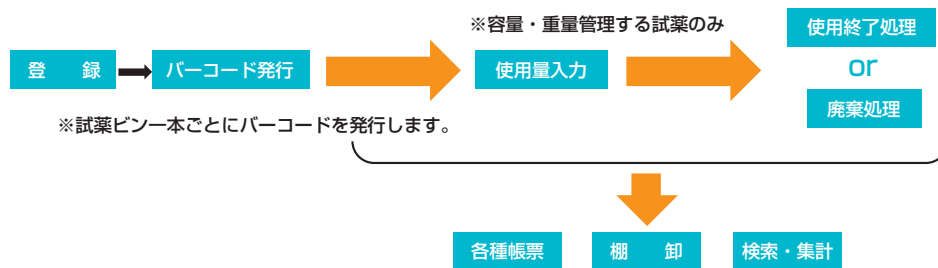 ※容量・重量管理する試薬のみ
使用終了処理
登　録
バーコード発行
使用量入力
or
廃棄処理
※試薬ビン一本ごとにバーコードを発行します。
各種帳票
棚　卸
検索・集計